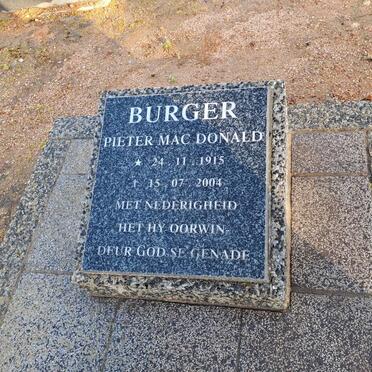 BURGER
PIETER MAC DONALD
★ 24 . 11 . 1915
† 15 . 07 . 2004
MET NEDERIGHEID
HET HY OORWIN
DEUR GOD SE GENADE